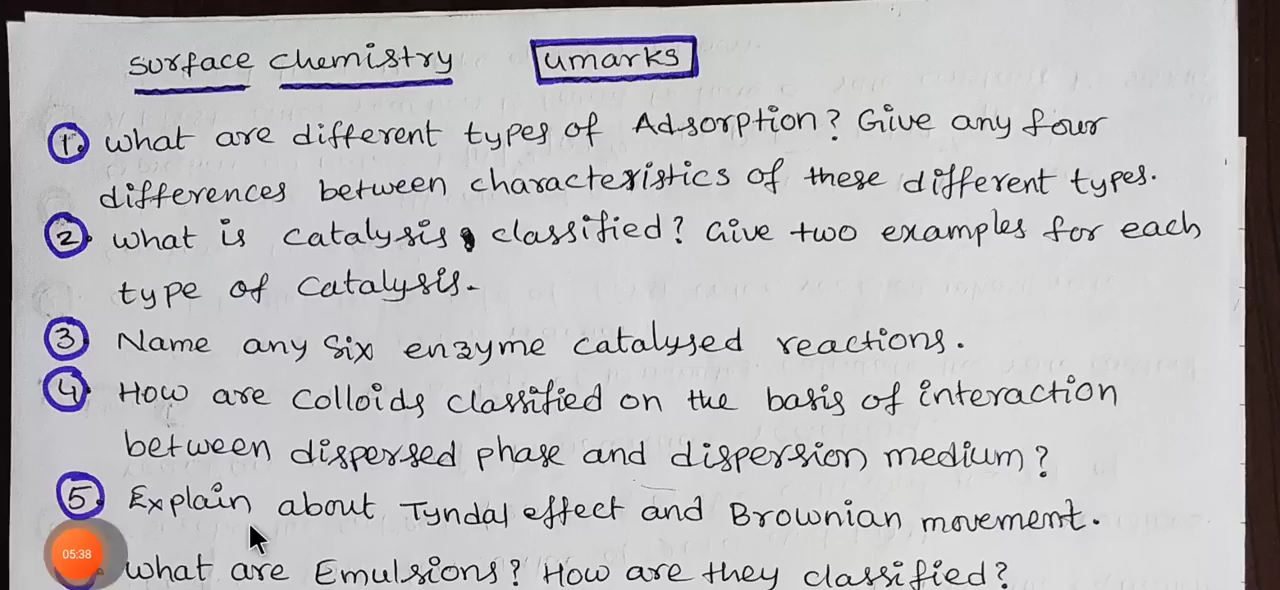 surface chemistry 4marks
1. What are different types of Adsorption? Give any four
differences between characteristics of these different types.
2. What is catalysis, classified? Give two examples for each
type of catalysis.
3 Name any six enzyme catalysed reactions.
4. How are colloids classified on the basis of interaction
between dispersed phase and dispersion medium?
5. Explain about Tyndal effect and Brownian movement.
05:38
What are Emulsions? How are they classified?